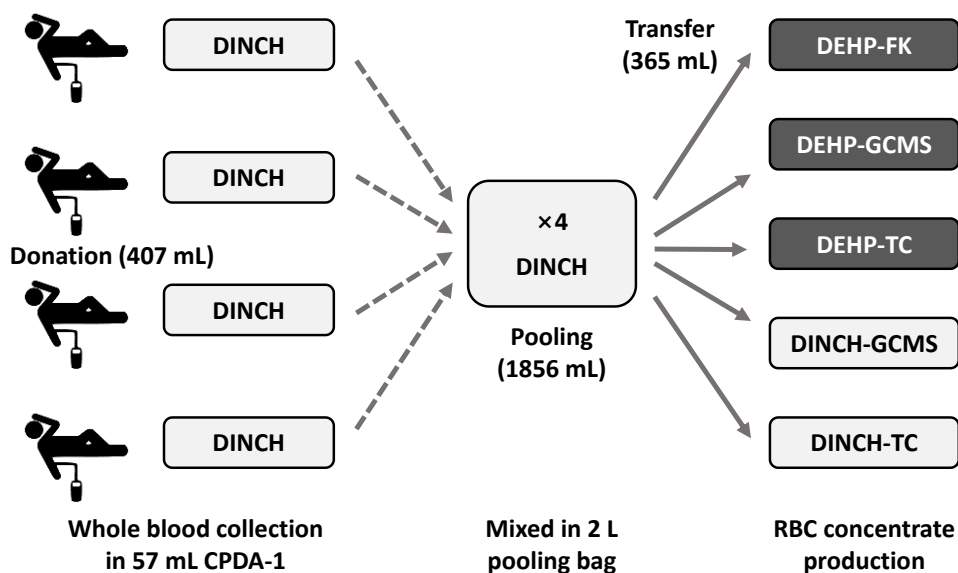 DINCH
DINCH
Donation (407 mL)
DINCH
DINCH
Whole blood collection
in 57 mL CPDA-1
×4
DINCH
Pooling
(1856 mL)
Mixed in 2 L
pooling bag
Transfer
(365 mL)
DEHP-FK
DEHP-GCMS
DEHP-TC
DINCH-GCMS
DINCH-TC
RBC concentrate
production